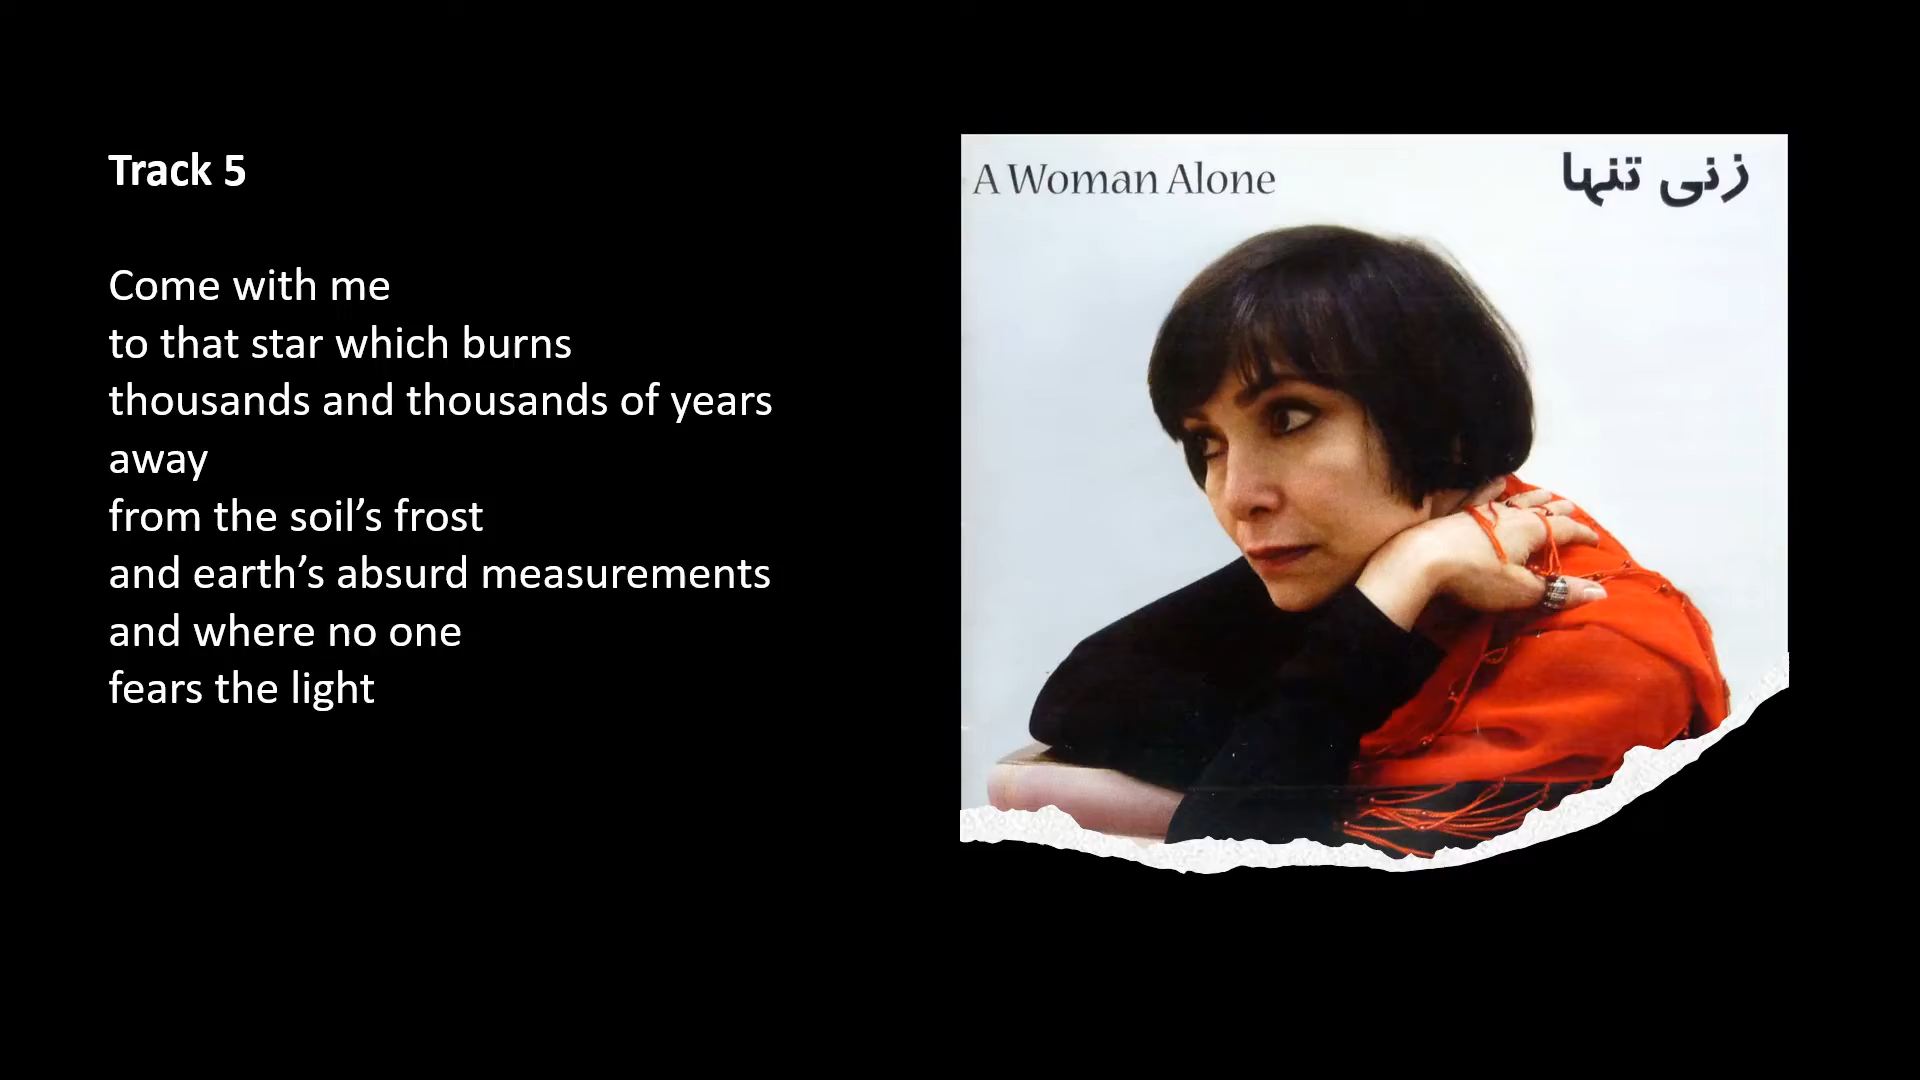 Track 5
Come with me
to that star which burns
thousands and thousands of years
away
from the soil’s frost
and earth’s absurd measurements
and where no one
fears the light
A Woman Alone
زنی تنها